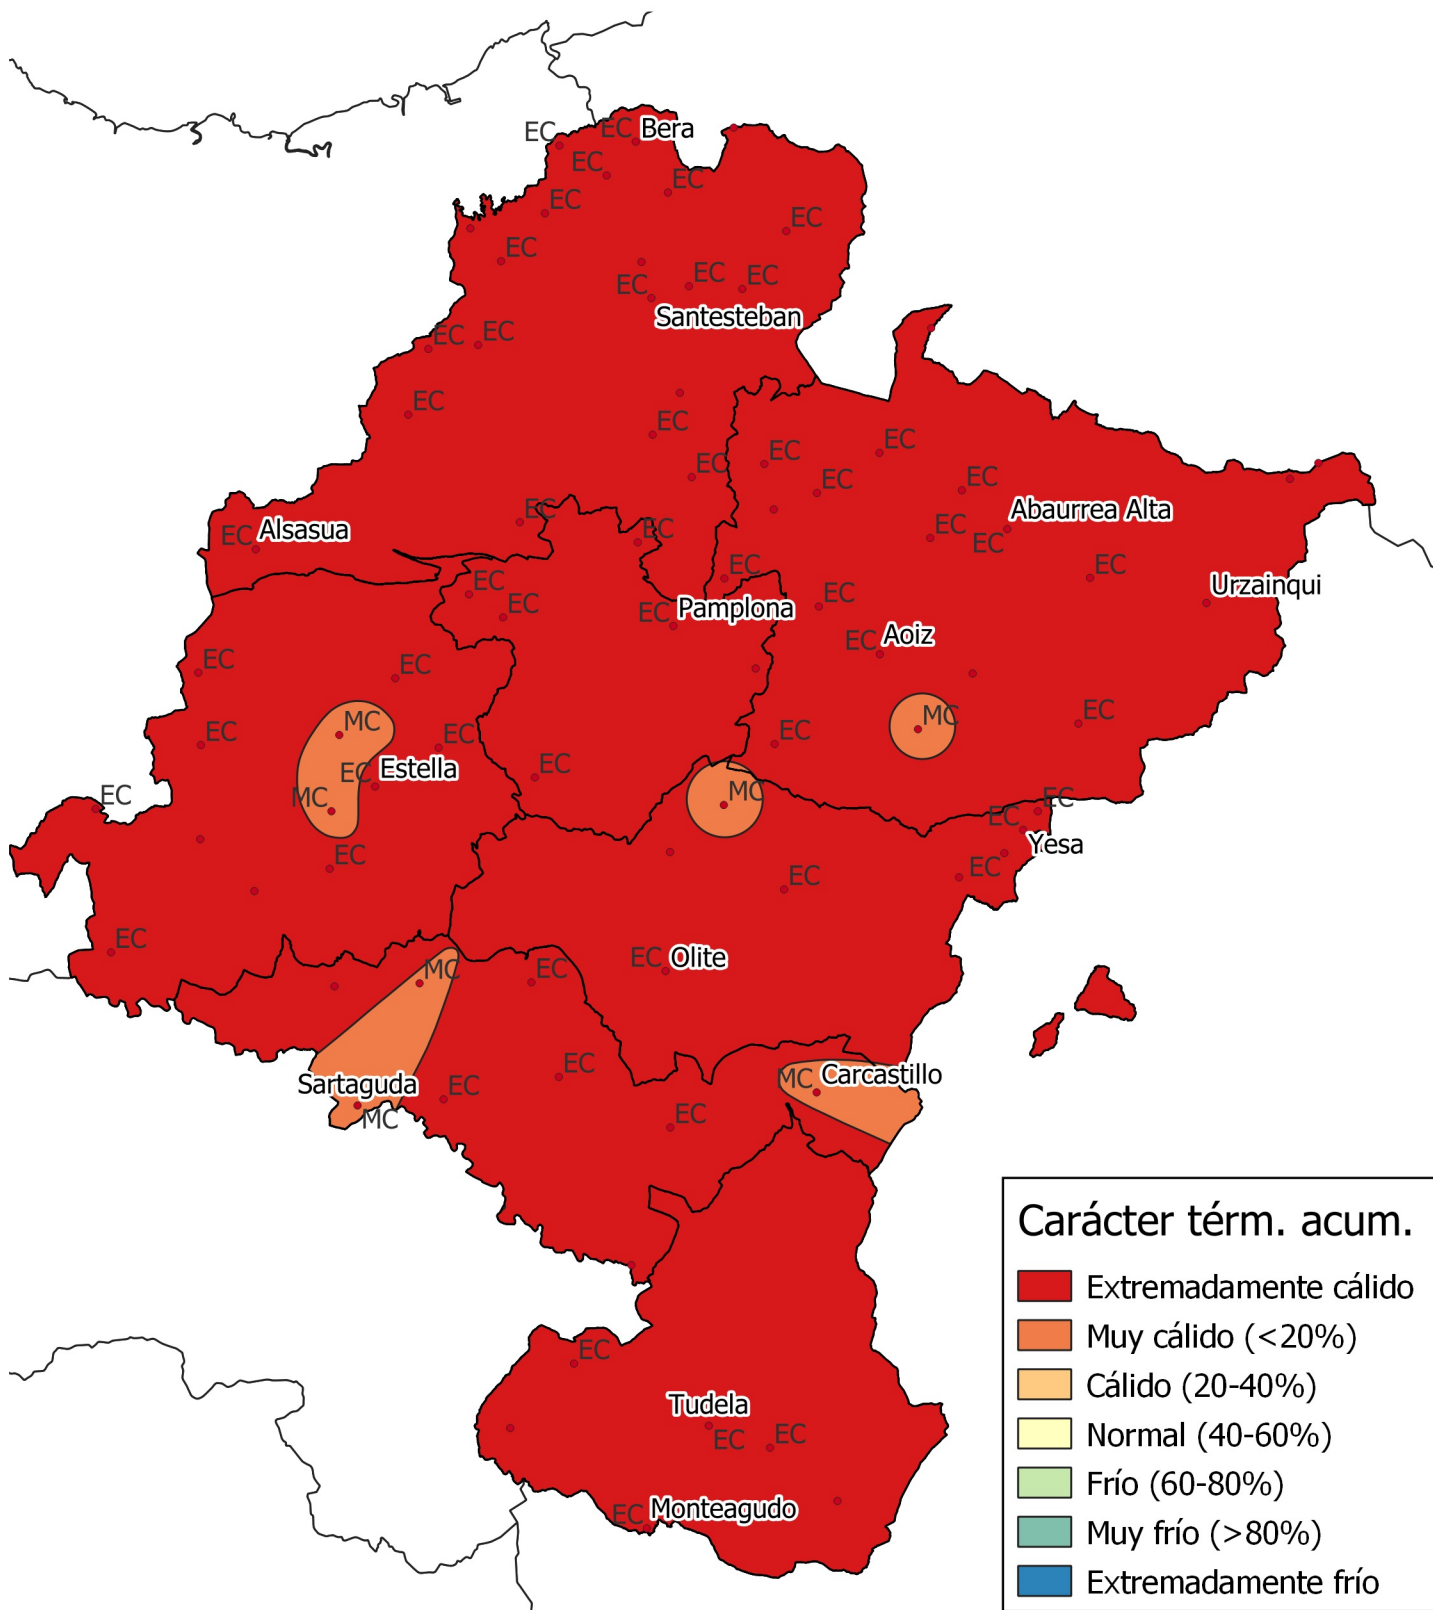 EC
EC Bera
EC
EC
EC
EC
EC
EC
EC
EC
Santesteban
EC
EC
EC
EC
EC
EC
EC
EC
EC
Abaurrea Alta
EC
EC
EC
EC
EC Alsasua
EC
EC
EC
EC
Urzainqui
EC
EC Pamplona
EC Aoiz
EC
EC
MC
MC
EC
EC
EC
EC
EC Estella
EC
MC
MC
EC
EC
EC
Yesa
EC
EC
EC
EC
EC Olite
MC
EC
EC
MC Carcastillo
Sartaguda
MC
EC
EC
EC
Tudela
EC
EC
EC Monteagudo
Carácter térm. acum.
Extremadamente cálido
Muy cálido (<20%)
Cálido (20-40%)
Normal (40-60%)
Frío (60-80%)
Muy frío (>80%)
Extremadamente frío